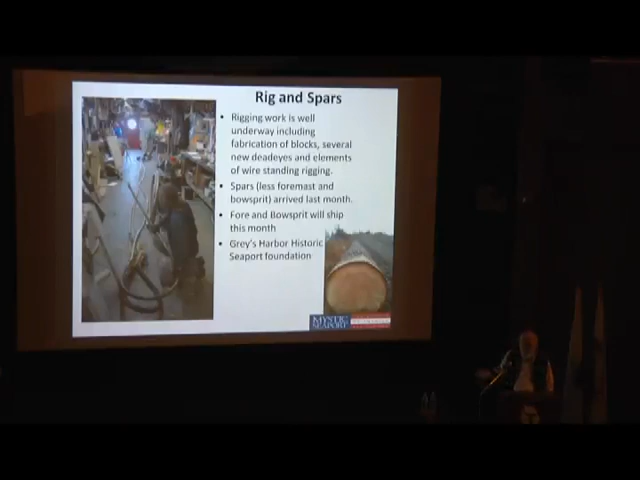 Rig and Spars
• Rigging work is well
underway including
fabrication of blocks, several
new deadeyes and elements
of wire standing rigging.
• Spars (less foremast and
bowsprit) arrived last month.
• Fore and Bowsprit will ship
this month
• Grey's Harbor Historic
Seaport foundation
MYSTIC
SEAPORT